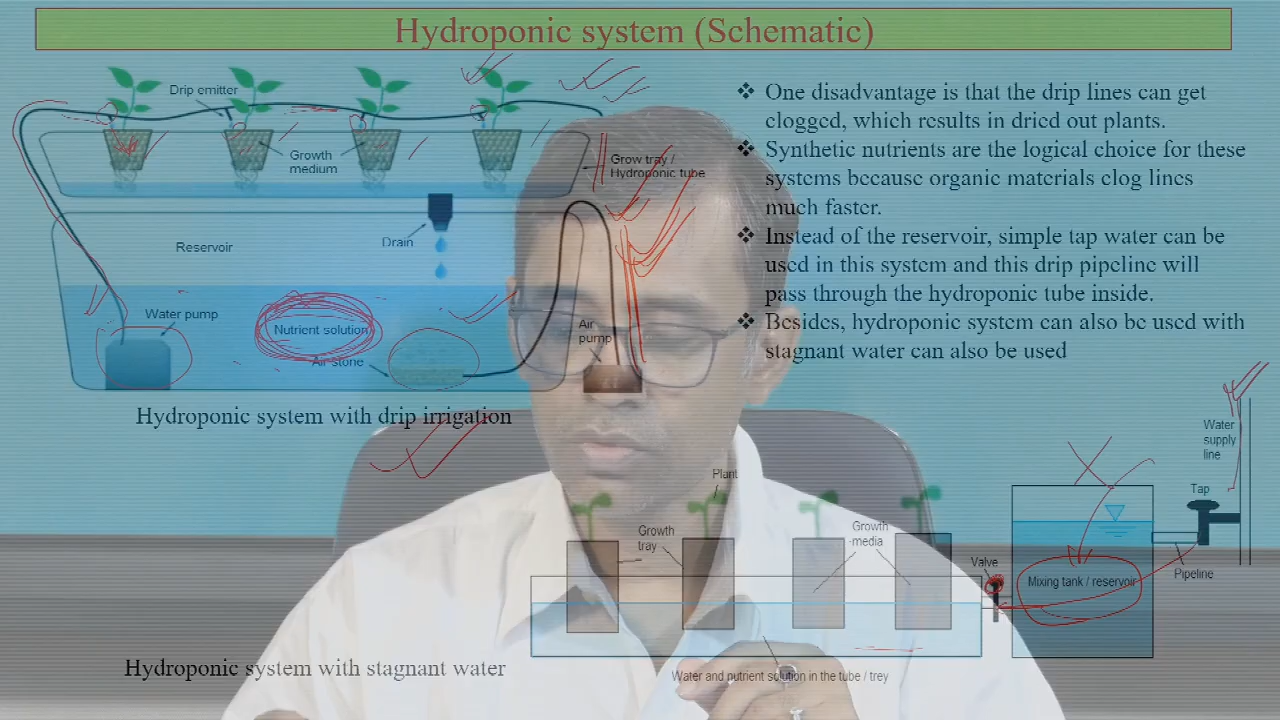 Hydroponic system (Schematic)
Drip emitter
Growth
medium
Grow tray /
Hydroponic tube
Reservoir
Drain
Water pump
Nutrient solution
Air stone
Air
pump
Hydroponic system with drip irrigation
❖ One disadvantage is that the drip lines can get
clogged, which results in dried out plants.
❖ Synthetic nutrients are the logical choice for these
systems because organic materials clog lines
much faster.
❖ Instead of the reservoir, simple tap water can be
used in this system and this drip pipeline will
pass through the hydroponic tube inside.
❖ Besides, hydroponic system can also be used with
stagnant water can also be used
Water
supply
line
Tap
Plant
Growth
tray
Growth
media
Valve
Mixing tank / reservoir
Pipeline
Water and nutrient solution in the tube / trey
Hydroponic system with stagnant water